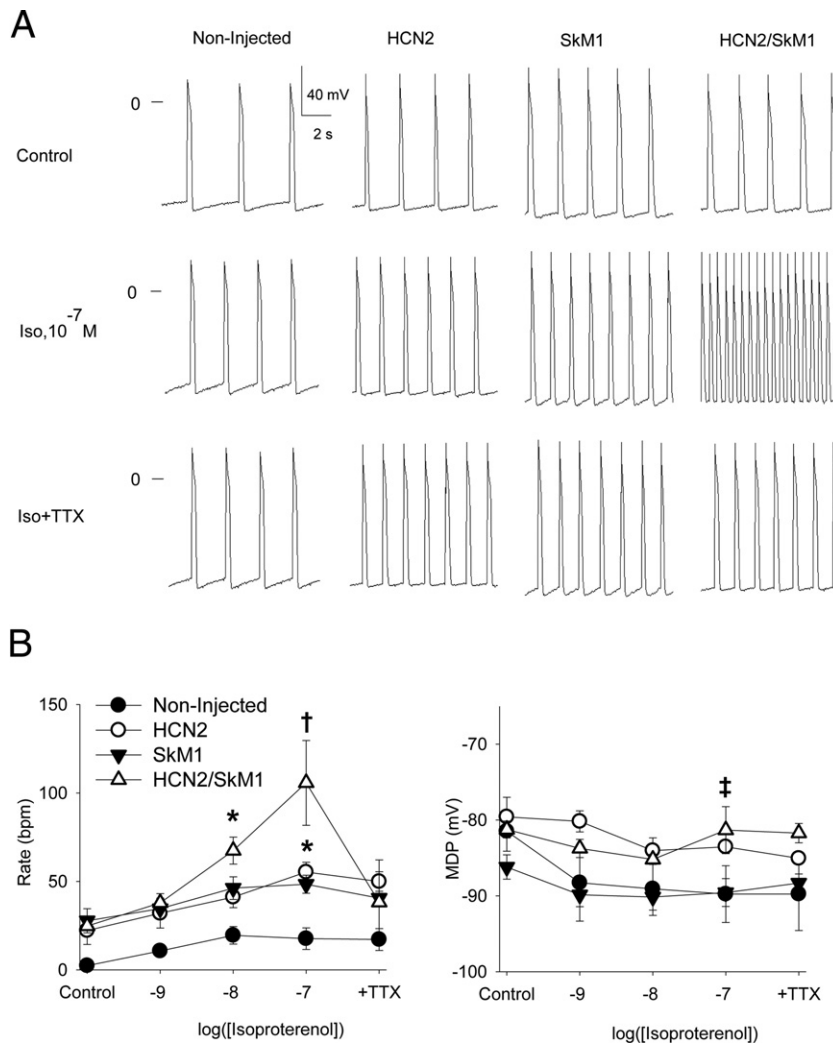 A
Non-Injected HCN2 SkM1 HCN2/SkM1
0
40 mV
2 s
Control
0
Iso,10⁻⁷ M
0
Iso+TTX
B
150
100
50
0
Rate (bpm)
Non-Injected
HCN2
SkM1
HCN2/SkM1
*
†
*
Control -9 -8 -7 +TTX
log([Isoproterenol])
-70
-80
-90
-100
MDP (mV)
‡
Control -9 -8 -7 +TTX
log([Isoproterenol])